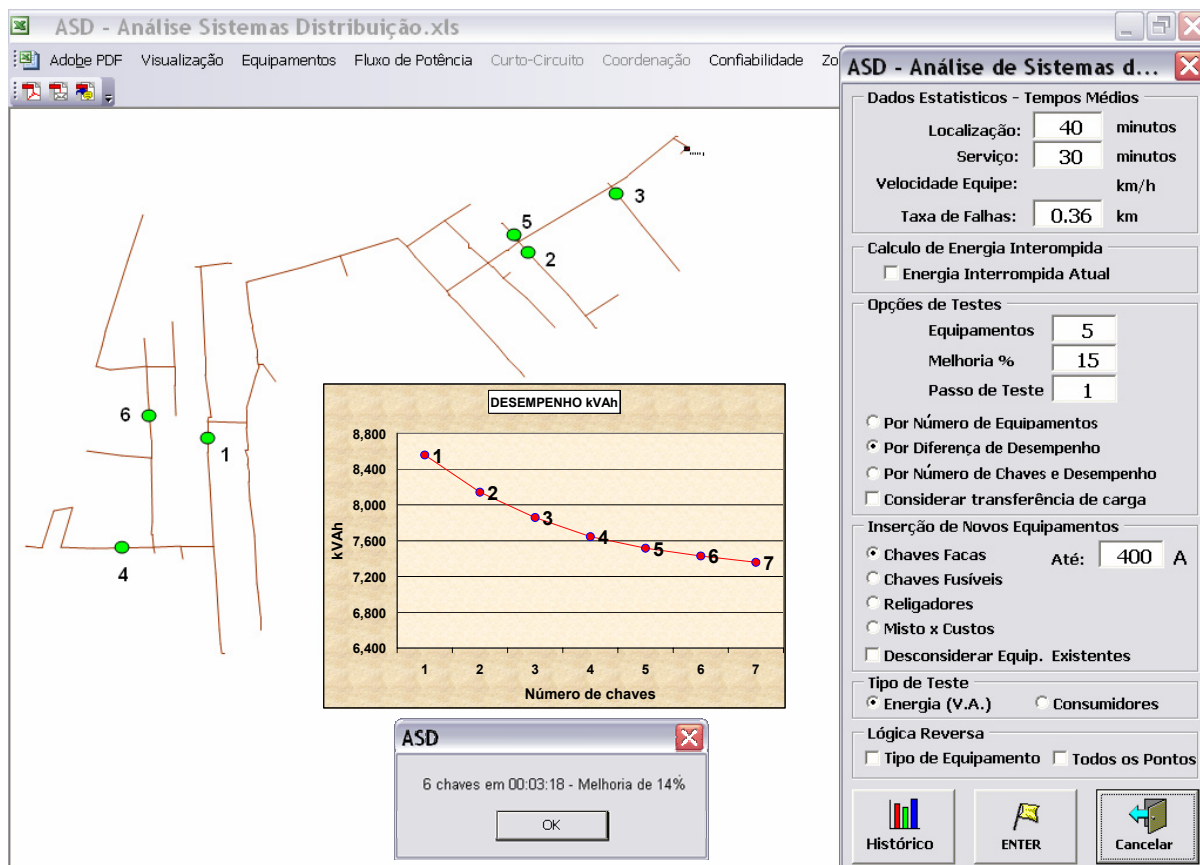 ASD - Análise Sistemas Distribuição.xls
Adobe PDF Visualização Equipamentos Fluxo de Potência Curto-Circuito Coordenação Confiabilidade Zo
3
5
2
6
1
4
DESEMPENHO kVAh
kVAh
8,800
8,400
8,000
7,600
7,200
6,800
6,400
1
2
3
4
5
6
7
1 2 3 4 5 6 7
Número de chaves
ASD
6 chaves em 00:03:18 - Melhoria de 14%
OK
ASD - Análise de Sistemas d...
Dados Estatisticos - Tempos Médios
Localização: 40 minutos
Serviço: 30 minutos
Velocidade Equipe: km/h
Taxa de Falhas: 0.36 km
Calculo de Energia Interompida
Energia Interrompida Atual
Opções de Testes
Equipamentos 5
Melhoria % 15
Passo de Teste 1
Por Número de Equipamentos
Por Diferença de Desempenho
Por Número de Chaves e Desempenho
Considerar transferência de carga
Inserção de Novos Equipamentos
Chaves Facas Até: 400 A
Chaves Fusíveis
Religadores
Misto x Custos
Desconsiderar Equip. Existentes
Tipo de Teste
Energia (V.A.) Consumidores
Lógica Reversa
Tipo de Equipamento Todos os Pontos
Histórico ENTER Cancelar